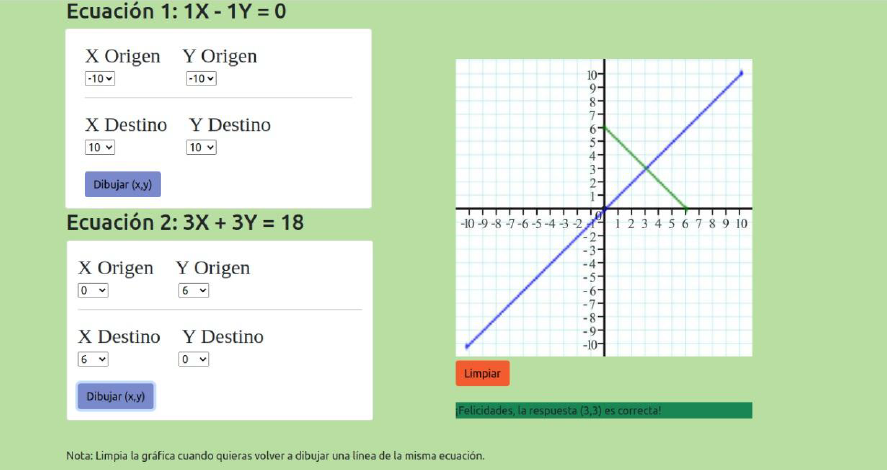 Ecuación 1: 1X - 1Y = 0
X Origen Y Origen
-10 -10
X Destino Y Destino
10 10
Dibujar (x,y)
Ecuación 2: 3X + 3Y = 18
X Origen Y Origen
0 6
X Destino Y Destino
6 0
Dibujar (x,y)
10
9
8
7
6
5
4
3
2
1
-10 -9 -8 -7 -6 -5 -4 -3 -2 -1 0 1 2 3 4 5 6 7 8 9 10
-2
-3
-4
-5
-6
-7
-8
-9
-10
Limpiar
¡Felicidades, la respuesta (3,3) es correcta!
Nota: Limpia la gráfica cuando quieras volver a dibujar una línea de la misma ecuación.